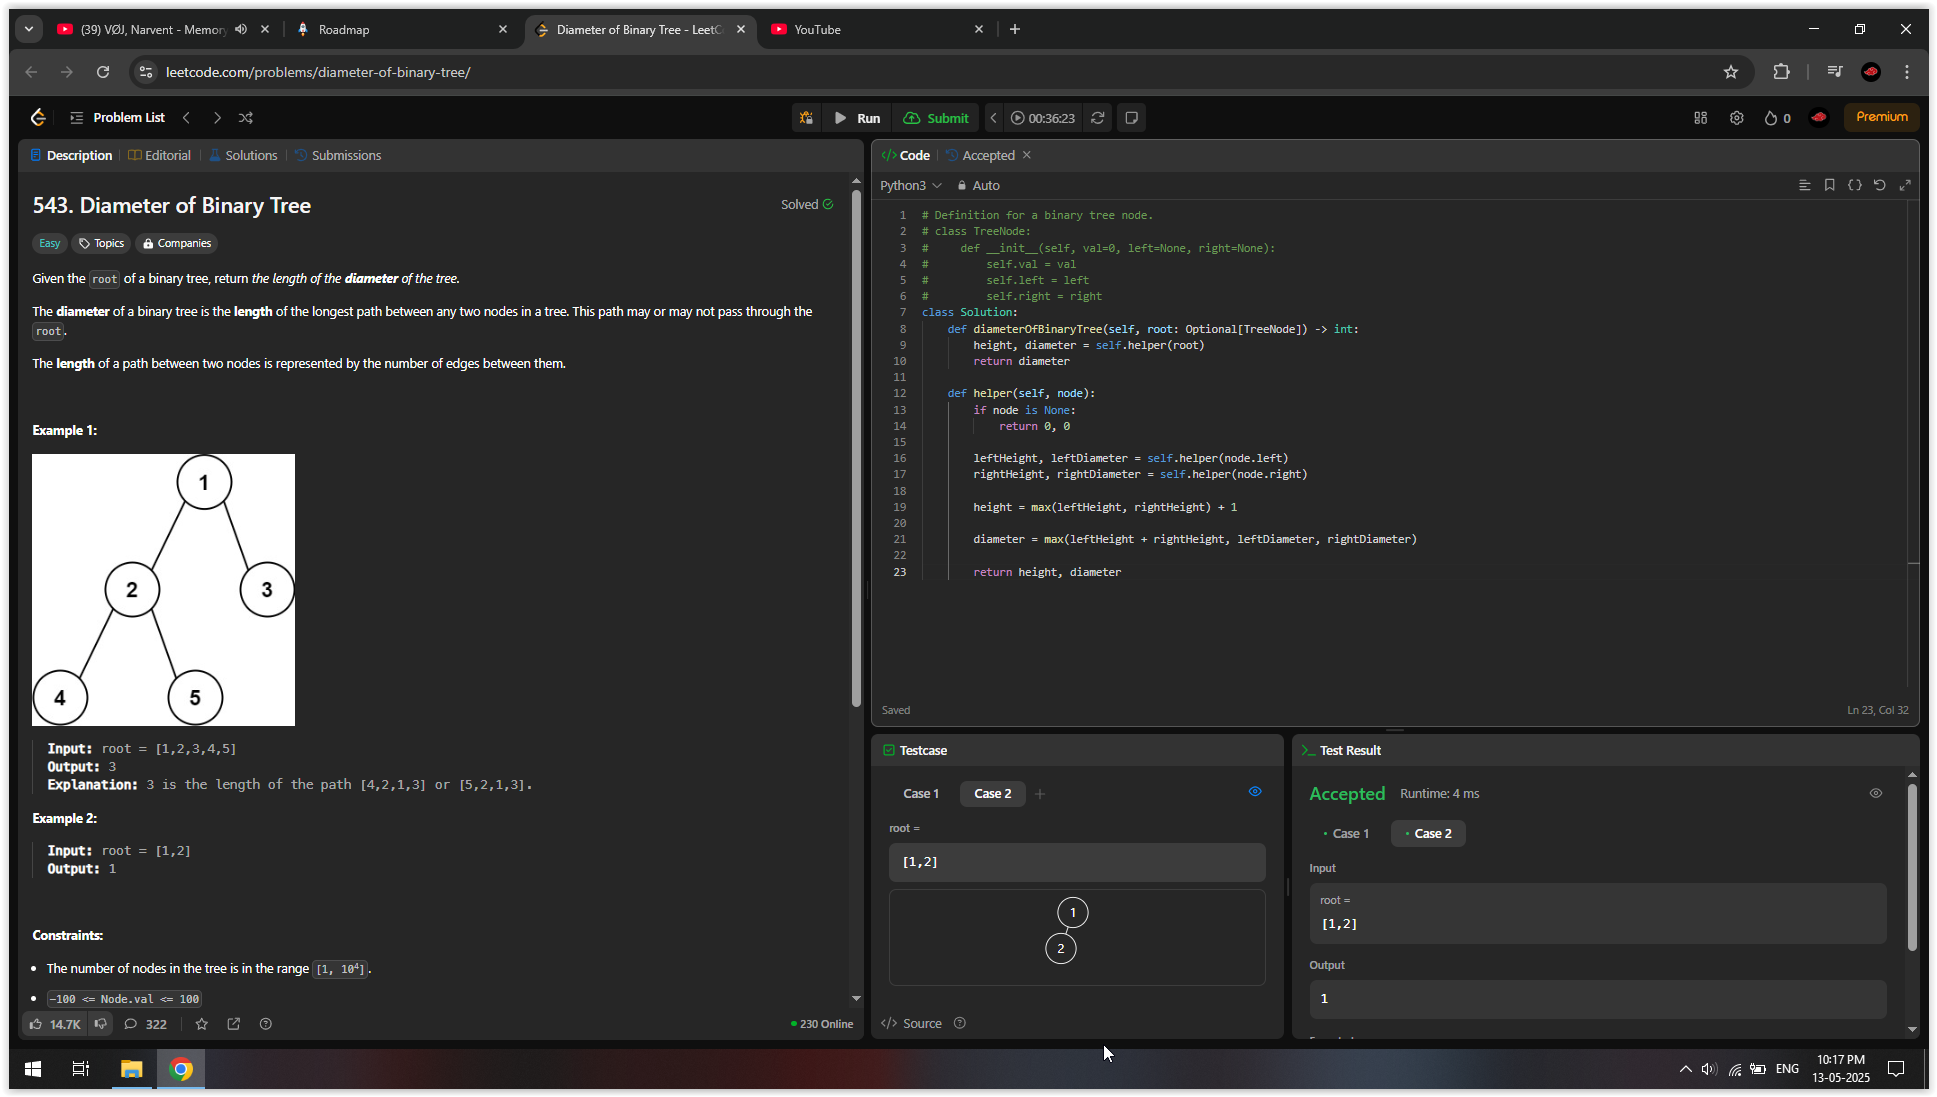 (39) VØJ, Narvent - Memory
Roadmap
Diameter of Binary Tree - LeetC
YouTube
leetcode.com/problems/diameter-of-binary-tree/
Problem List
Run
Submit
00:36:23
0
Premium
Description
Editorial
Solutions
Submissions
543. Diameter of Binary Tree
Solved
Easy
Topics
Companies
Given the root of a binary tree, return the length of the diameter of the tree.
The diameter of a binary tree is the length of the longest path between any two nodes in a tree. This path may or may not pass through the
root.
The length of a path between two nodes is represented by the number of edges between them.
Example 1:
1
2
3
4
5
Input: root = [1,2,3,4,5]
Output: 3
Explanation: 3 is the length of the path [4,2,1,3] or [5,2,1,3].
Example 2:
Input: root = [1,2]
Output: 1
Constraints:
• The number of nodes in the tree is in the range [1, 10⁴].
• -100 <= Node.val <= 100
14.7K
322
230 Online
Code
Accepted
Python3
Auto
1 # Definition for a binary tree node.
2 # class TreeNode:
3 #     def __init__(self, val=0, left=None, right=None):
4 #         self.val = val
5 #         self.left = left
6 #         self.right = right
7 class Solution:
8     def diameterOfBinaryTree(self, root: Optional[TreeNode]) -> int:
9         height, diameter = self.helper(root)
10         return diameter
11
12     def helper(self, node):
13         if node is None:
14             return 0, 0
15
16         leftHeight, leftDiameter = self.helper(node.left)
17         rightHeight, rightDiameter = self.helper(node.right)
18
19         height = max(leftHeight, rightHeight) + 1
20
21         diameter = max(leftHeight + rightHeight, leftDiameter, rightDiameter)
22
23         return height, diameter
Saved
Ln 23, Col 32
Testcase
Case 1
Case 2
root =
[1,2]
1
2
Source
Test Result
Accepted
Runtime: 4 ms
• Case 1
• Case 2
Input
root =
[1,2]
Output
1
ENG
10:17 PM
13-05-2025